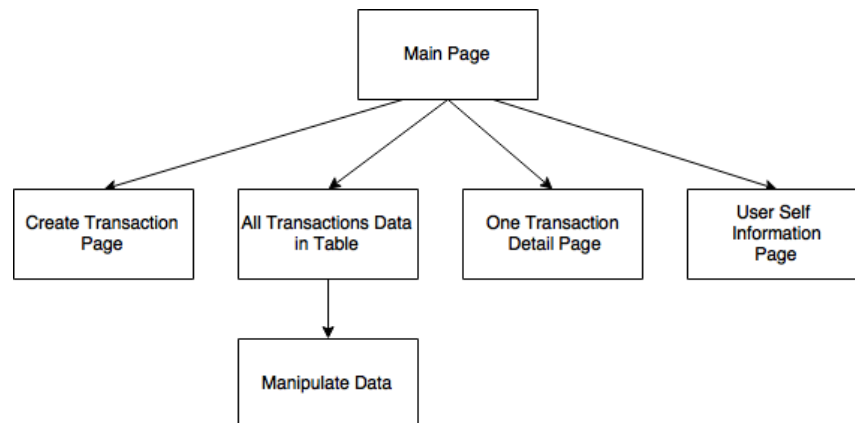 Main Page
Create Transaction
Page
All Transactions Data
in Table
One Transaction
Detail Page
User Self
Information
Page
Manipulate Data